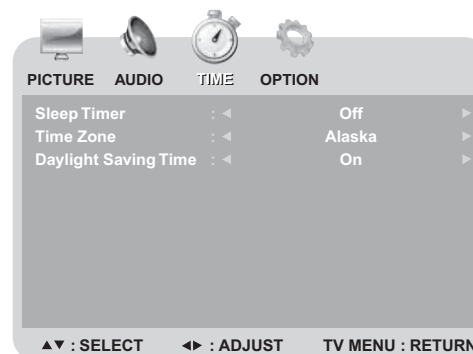 PICTURE AUDIO TIME OPTION
Sleep Timer : ◄ Off ►
Time Zone : ◄ Alaska ►
Daylight Saving Time : ◄ On ►
▲▼ : SELECT ◄► : ADJUST TV MENU : RETURN